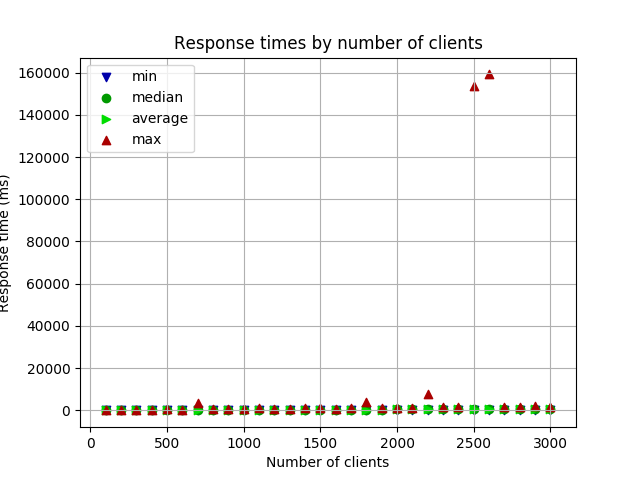 Response times by number of clients
min
median
average
max
160000
140000
120000
100000
80000
60000
40000
20000
0
Response time (ms)
0 500 1000 1500 2000 2500 3000
Number of clients